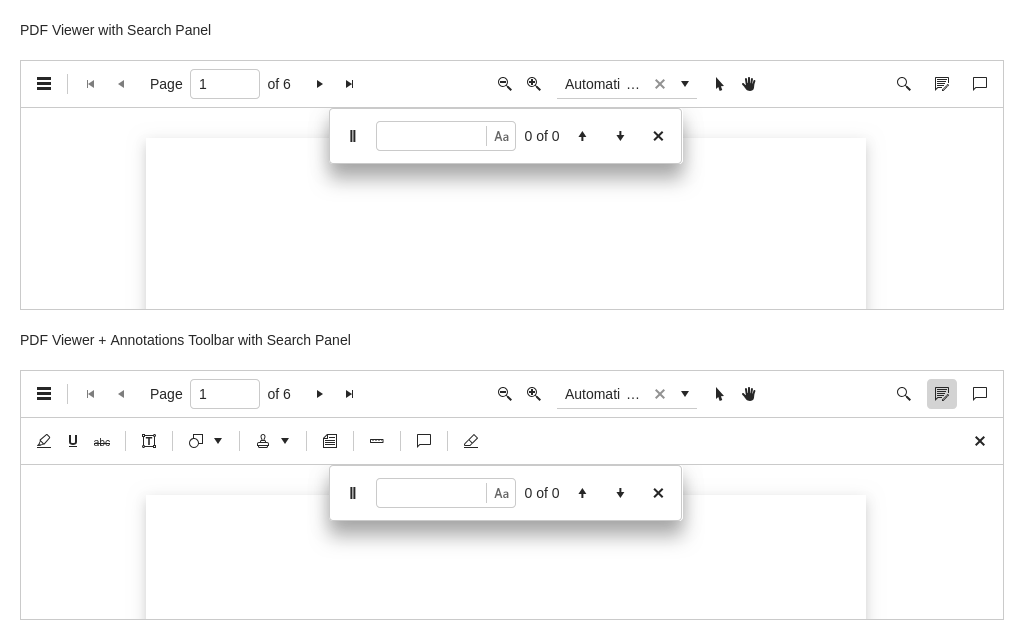 PDF Viewer with Search Panel
Page 1 of 6 Automati ...
Aa 0 of 0
PDF Viewer + Annotations Toolbar with Search Panel
Page 1 of 6 Automati ...
U abc T
Aa 0 of 0